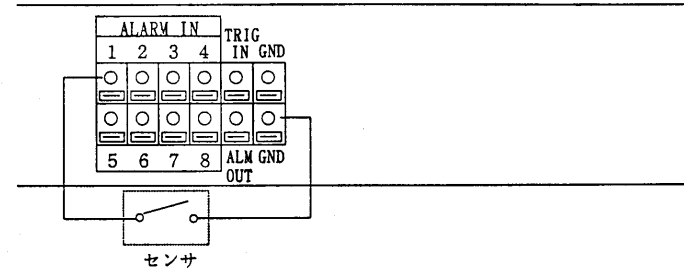 ALARM IN
TRIG
1 2 3 4 IN GND
5 6 7 8 ALM GND
OUT
センサ